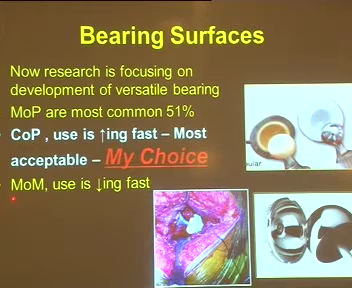 Bearing Surfaces
Now research is focusing on
development of versatile bearing
MoP are most common 51%
CoP , use is ↑ing fast – Most
acceptable – My Choice
MoM, use is ↓ing fast